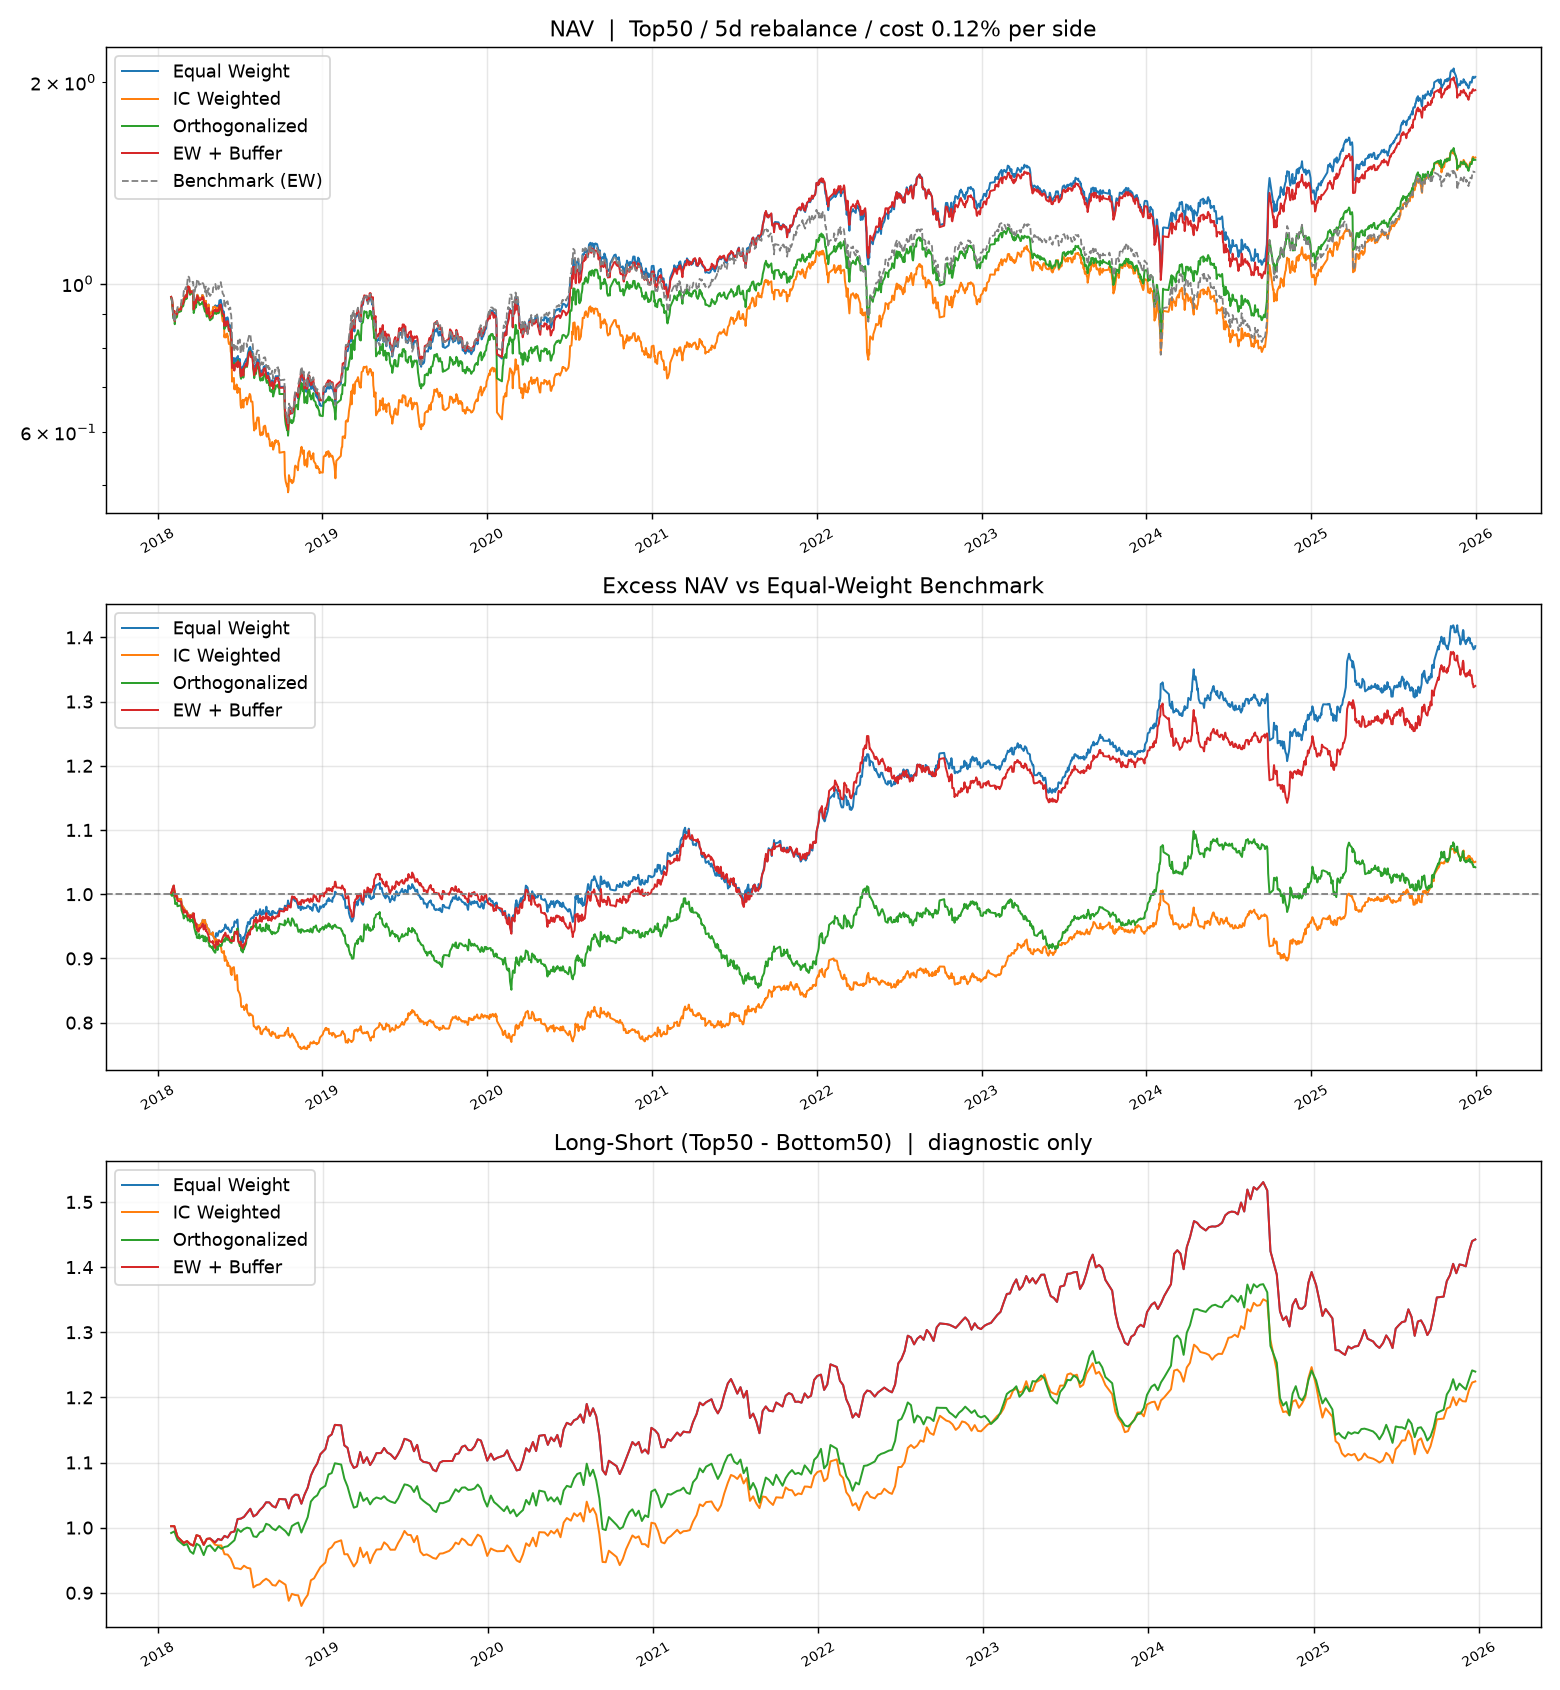 NAV | Top50 / 5d rebalance / cost 0.12% per side
2 × 10⁰
10⁰
6 × 10⁻¹
Equal Weight
IC Weighted
Orthogonalized
EW + Buffer
Benchmark (EW)
2018 2019 2020 2021 2022 2023 2024 2025 2026
Excess NAV vs Equal-Weight Benchmark
1.4
1.3
1.2
1.1
1.0
0.9
0.8
Equal Weight
IC Weighted
Orthogonalized
EW + Buffer
2018 2019 2020 2021 2022 2023 2024 2025 2026
Long-Short (Top50 - Bottom50) | diagnostic only
1.5
1.4
1.3
1.2
1.1
1.0
0.9
Equal Weight
IC Weighted
Orthogonalized
EW + Buffer
2018 2019 2020 2021 2022 2023 2024 2025 2026